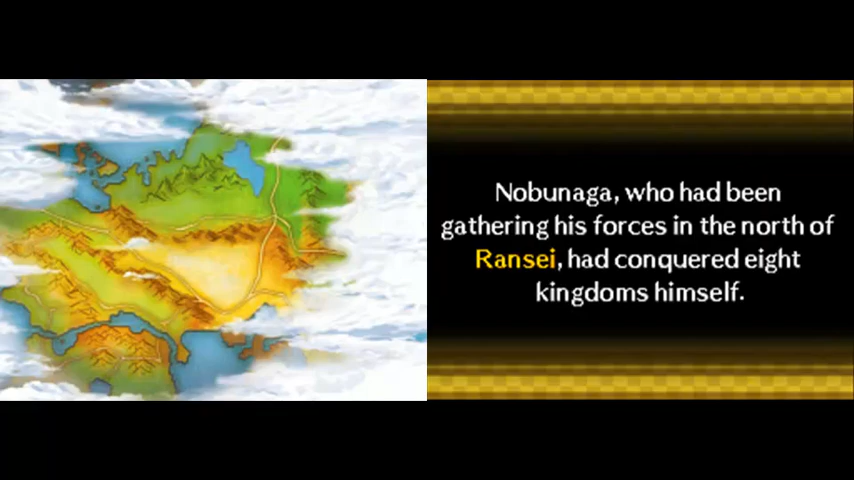 Nobunaga, who had been
gathering his forces in the north of
Ransei, had conquered eight
kingdoms himself.